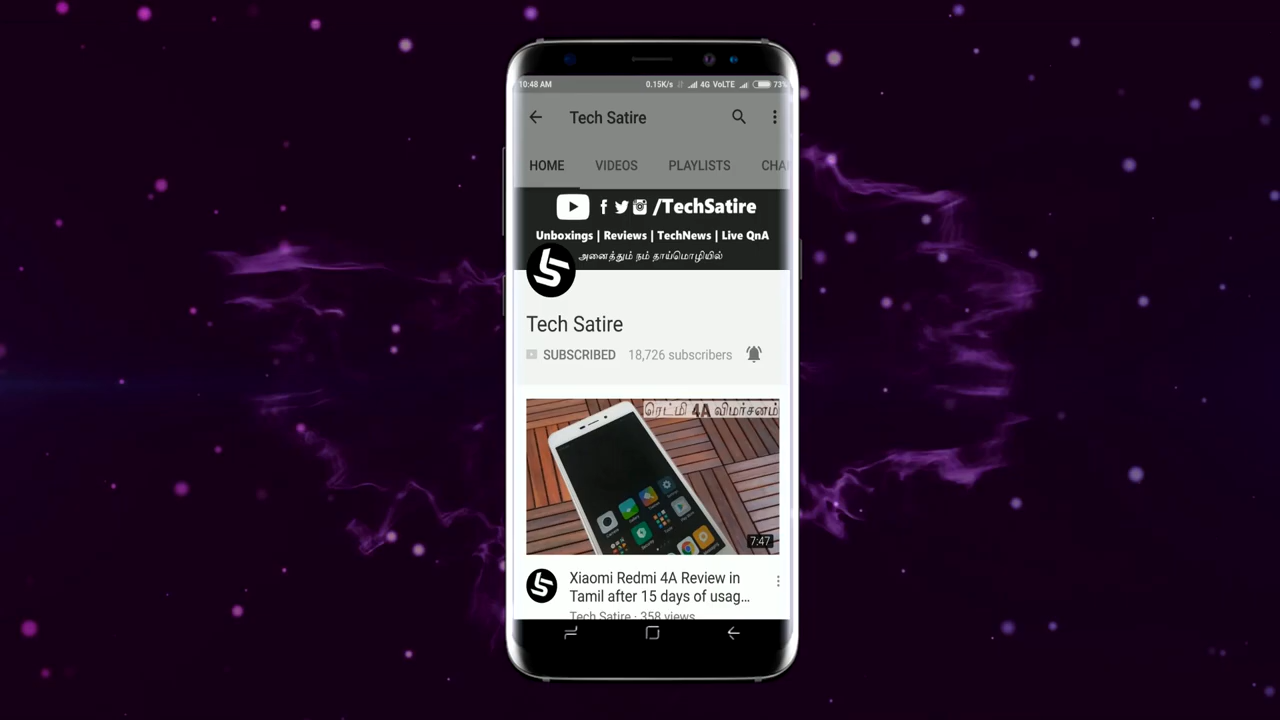 10:48 AM 0.15K/s 4G VoLTE 73%
Tech Satire
HOME VIDEOS PLAYLISTS CHA
/TechSatire
Unboxings | Reviews | TechNews | Live QnA
அனைத்தும் நம் தாய்மொழியில்
Tech Satire
SUBSCRIBED 18,726 subscribers
ரெட்மி 4A விமர்சனம்
7:47
Xiaomi Redmi 4A Review in
Tamil after 15 days of usag...
Tech Satire · 358 views